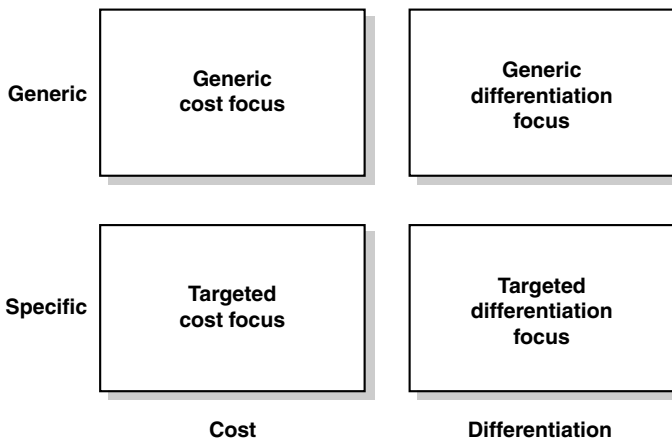 Generic
Generic
cost focus
Generic
differentiation
focus
Specific
Targeted
cost focus
Targeted
differentiation
focus
Cost
Differentiation